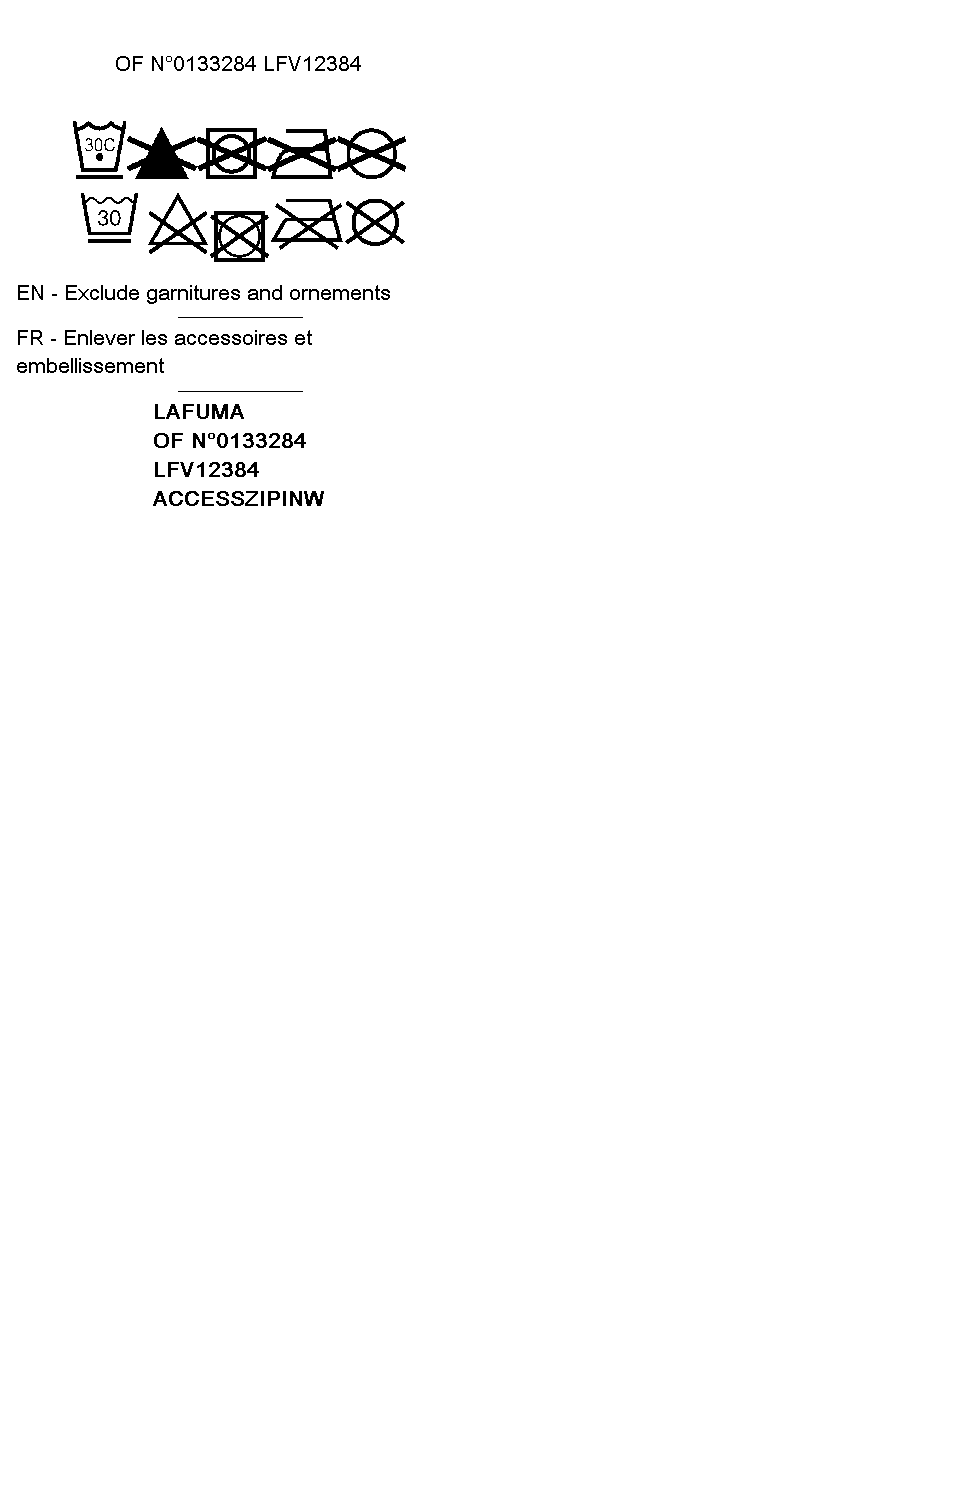 OF N°0133284 LFV12384
30C
30
EN - Exclude garnitures and ornements
FR - Enlever les accessoires et
embellissement
LAFUMA
OF N°0133284
LFV12384
ACCESSZIPINW